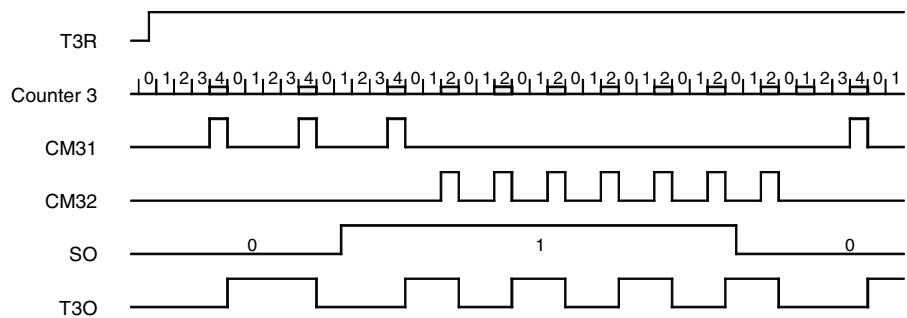 T3R
Counter 3 0 1 2 3 4 0 1 2 3 4 0 1 2 3 4 0 1 2 0 1 2 0 1 2 0 1 2 0 1 2 0 1 2 0 1 2 0 1 2 3 4 0 1
CM31
CM32
SO 0 1 0
T3O